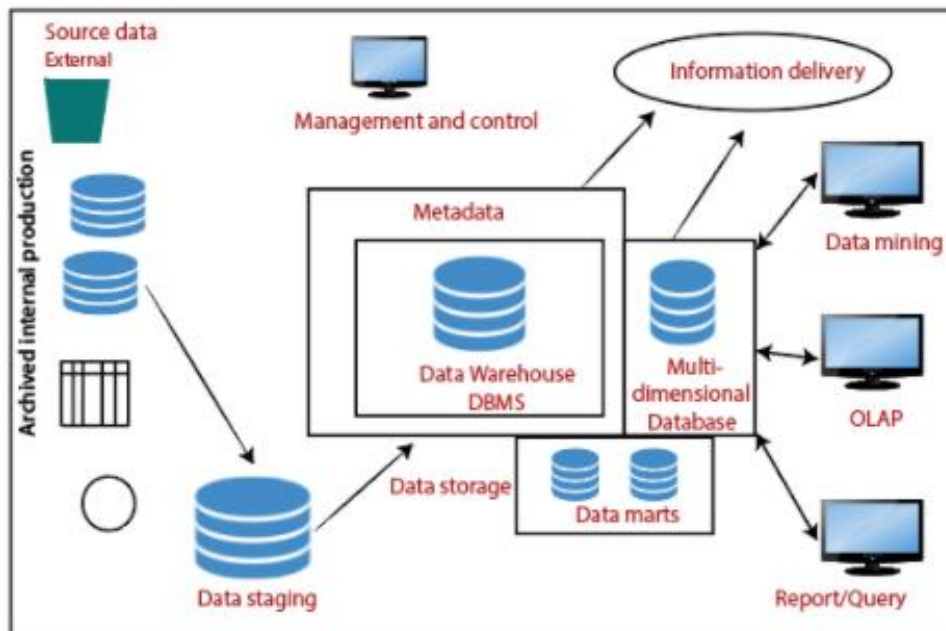 Source data
External
Archived internal production
Management and control
Information delivery
Metadata
Data Warehouse
DBMS
Multi-
dimensional
Database
Data mining
OLAP
Data storage
Data marts
Data staging
Report/Query